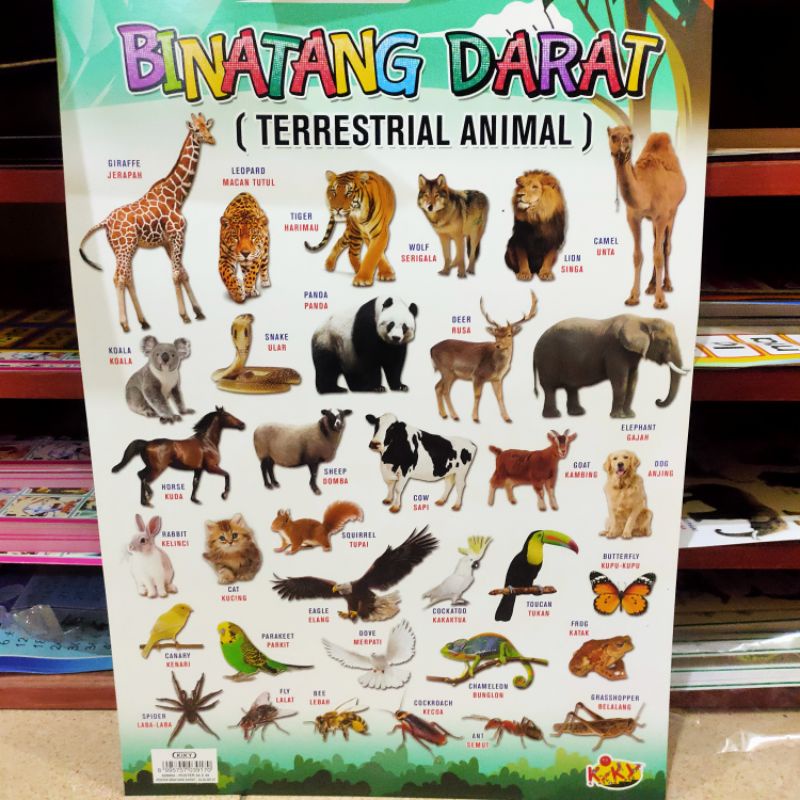 BINATANG DARAT
( TERRESTRIAL ANIMAL )
KIKY
GIRAFFE
JERAPAH
LEOPARD
MACAN TUTUL
TIGER
HARIMAU
WOLF
SERIGALA
LION
SINGA
CAMEL
UNTA
KOALA
KOALA
SNAKE
ULAR
PANDA
PANDA
DEER
RUSA
ELEPHANT
GAJAH
HORSE
KUDA
SHEEP
DOMBA
COW
SAPI
GOAT
KAMBING
DOG
ANJING
RABBIT
KELINCI
CAT
KUCING
SQUIRREL
TUPAI
EAGLE
ELANG
COCKATOO
KAKAKTUA
TOUCAN
TUKAN
BUTTERFLY
KUPU-KUPU
CANARY
KENARI
PARAKEET
PARKIT
DOVE
MERPATI
CHAMELEON
BUNGLON
FROG
KATAK
SPIDER
LABA-LABA
FLY
LALAT
BEE
LEBAH
COCKROACH
KECOA
ANT
SEMUT
GRASSHOPPER
BELALANG
KIKY
KIKY